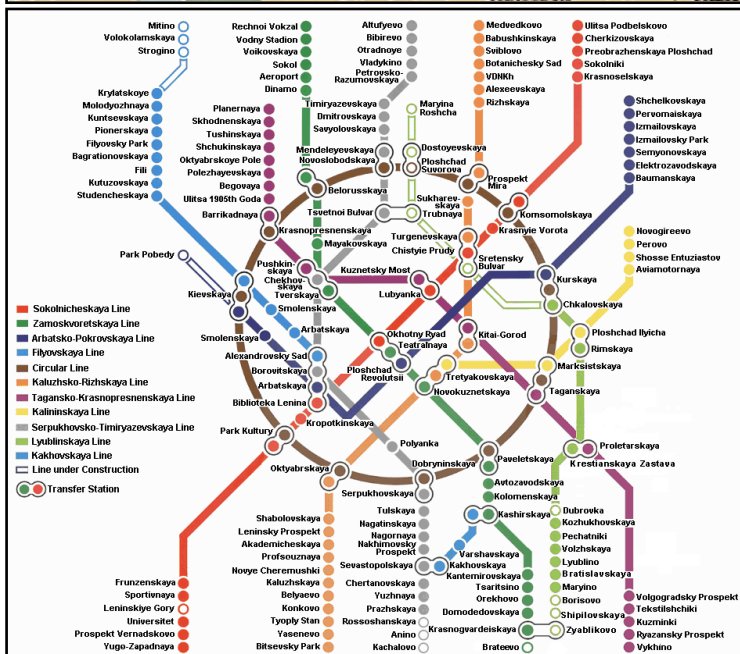 Mitino
Volokolamskaya
Strogino
Krylatskoye
Molodyozhnaya
Kuntsevskaya
Pionerskaya
Filyovsky Park
Bagrationovskaya
Fili
Kutuzovskaya
Studencheskaya
Park Pobedy
Kievskaya
Smolenskaya
Rechnoi Vokzal
Vodny Stadion
Voikovskaya
Sokol
Aeroport
Dinamo
Planernaya
Skhodnenskaya
Tushinskaya
Shchukinskaya
Oktyabrskoye Pole
Polezhayevskaya
Begovaya
Ulitsa 1905th Goda
Barrikadnaya
Krasnopresnenskaya
Belorusskaya
Mayakovskaya
Pushkin-
skaya
Chekhov-
skaya
Tverskaya
Smolenskaya
Arbatskaya
Alexandrovsky Sad
Borovitskaya
Arbatskaya
Biblioteka Lenina
Kropotkinskaya
Park Kultury
Oktyabrskaya
Altufyevo
Bibirevo
Otradnoye
Vladykino
Petrovsko-
Razumovskaya
Timiryazevskaya
Dmitrovskaya
Savyolovskaya
Mendeleyevskaya
Novoslobodskaya
Tsvetnoi Bulvar
Maryina
Roshcha
Dostoyevskaya
Ploshchad
Suvorova
Sukharev-
skaya
Trubnaya
Turgenevskaya
Chistyie Prudy
Sretensky
Bulvar
Kuznetsky Most
Lubyanka
Okhotny Ryad
Teatralnaya
Ploshchad
Revolutsii
Kitai-Gorod
Tretyakovskaya
Novokuznetskaya
Polyanka
Dobryninskaya
Serpukhovskaya
Medvedkovo
Babushkinskaya
Sviblovo
Botanichesky Sad
VDNKh
Alexeevskaya
Rizhskaya
Prospekt
Mira
Ulitsa Podbelskovo
Cherkizovskaya
Preobrazhenskaya Ploshchad
Sokolniki
Krasnoselskaya
Komsomolskaya
Krasnyie Vorota
Shchelkovskaya
Pervomaiskaya
Izmailovskaya
Izmailovsky Park
Semyonovskaya
Elektrozavodskaya
Baumanskaya
Kurskaya
Chkalovskaya
Novogireevo
Perovo
Shosse Entuziastov
Aviamotornaya
Ploshchad Ilyicha
Rimskaya
Marksistskaya
Taganskaya
Proletarskaya
Krestianskaya Zastava
Sokolnicheskaya Line
Zamoskvoretskaya Line
Arbatsko-Pokrovskaya Line
Filyovskaya Line
Circular Line
Kaluzhsko-Rizhskaya Line
Tagansko-Krasnopresnenskaya Line
Kalininskaya Line
Serpukhovsko-Timiryazevskaya Line
Lyublinskaya Line
Kakhovskaya Line
Line under Construction
Transfer Station
Frunzenskaya
Sportivnaya
Leninskiye Gory
Universitet
Prospekt Vernadskovo
Yugo-Zapadnaya
Shabolovskaya
Leninsky Prospekt
Akademicheskaya
Profsouznaya
Novye Cheremushki
Kaluzhskaya
Belyaevo
Konkovo
Tyoply Stan
Yasenevo
Bitsevsky Park
Tulskaya
Nagatinskaya
Nagornaya
Nakhimovsky
Prospekt
Sevastopolskaya
Chertanovskaya
Yuzhnaya
Prazhskaya
Rossoshanskaya
Anino
Kachalovo
Paveletskaya
Avtozavodskaya
Kolomenskaya
Kashirskaya
Varshavskaya
Kakhovskaya
Kantemirovskaya
Tsaritsino
Orekhovo
Domodedovskaya
Krasnogvardeiskaya
Brateevo
Dubrovka
Kozhukhovskaya
Pechatniki
Volzhskaya
Lyublino
Bratislavskaya
Maryino
Borisovo
Shipilovskaya
Zyablikovo
Volgogradsky Prospekt
Tekstilshchiki
Kuzminki
Ryazansky Prospekt
Vykhino